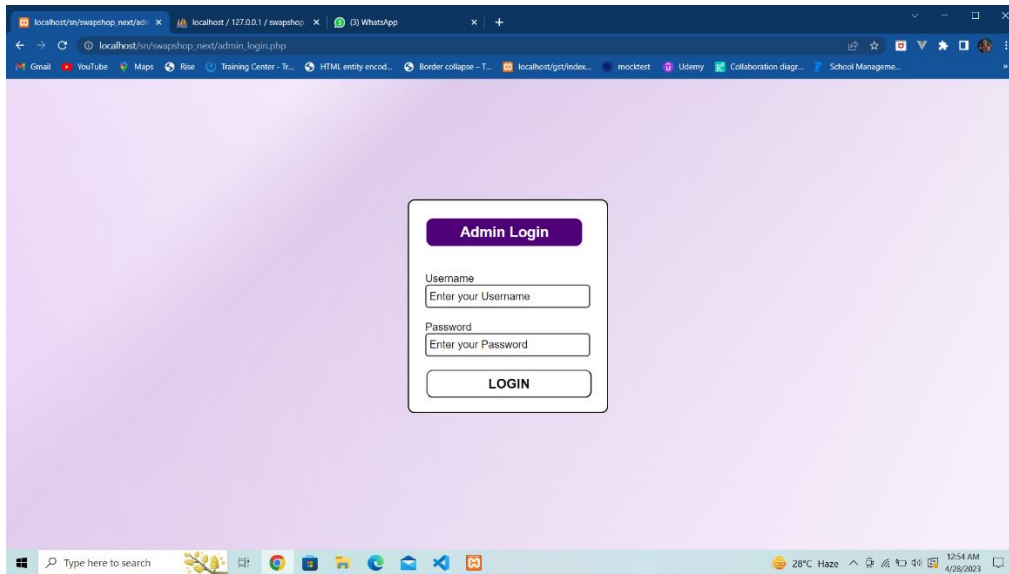 localhost/sn/swapshop_next/adm
localhost / 127.0.0.1 / swapshop
(3) WhatsApp
localhost/sn/swapshop_next/admin_login.php
Gmail YouTube Maps Rise Training Center - Tr... HTML entity encod... Border collapse – T... localhost/gst/index... mocktest Udemy Collaboration diagr... School Manageme...
Admin Login
Username
Enter your Username
Password
Enter your Password
LOGIN
Type here to search
28°C Haze
12:54 AM
4/28/2023